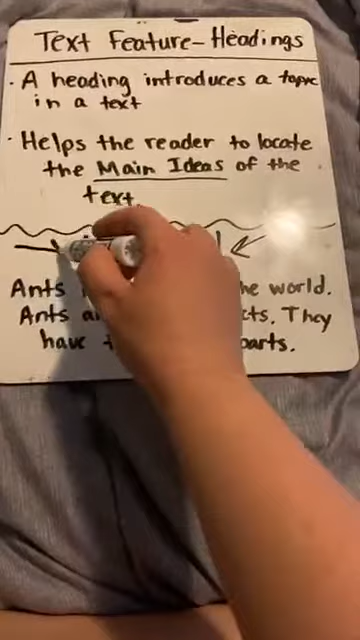 Text Feature-Headings
· A heading introduces a topic
in a text
· Helps the reader to locate
the Main Ideas of the
text.
Ants he world.
Ants cts. They
have parts.